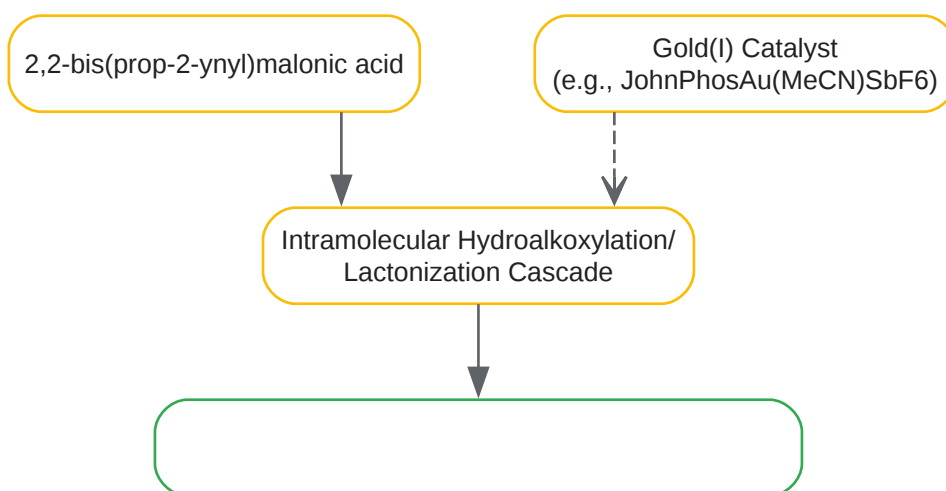 2,2-bis(prop-2-ynyl)malonic acid
Gold(I) Catalyst
(e.g., JohnPhosAu(MeCN)SbF6)
Intramolecular Hydroalkoxylation/
Lactonization Cascade